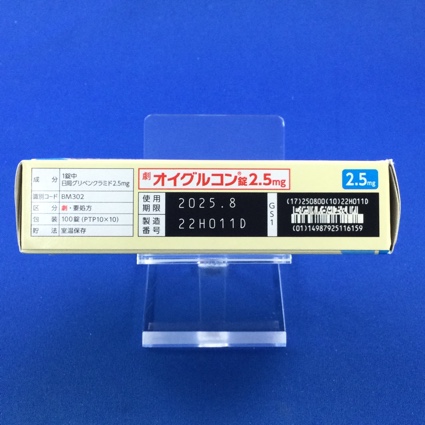 成 分
1錠中
日局グリベンクラミド2.5mg
識別コード BM302
区 分 劇・要処方
包 装 100錠(PTP10×10)
貯 法 室温保存
劇 オイグルコン®錠2.5mg
2.5mg
使用期限 2025.8
製造番号 22H011D
GS1
(17)250800(10)22H011D
(01)14987925116159